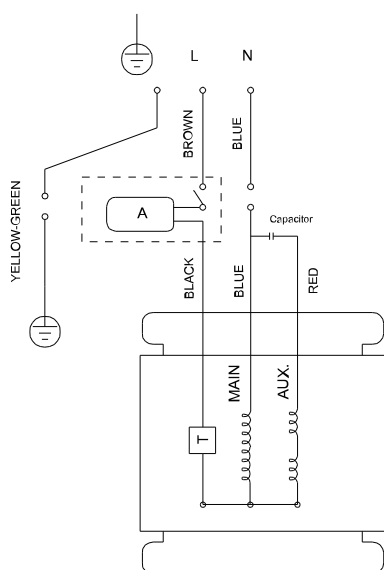 L
N
BROWN
BLUE
YELLOW-GREEN
A
Capacitor
BLACK
BLUE
RED
MAIN
AUX.
T